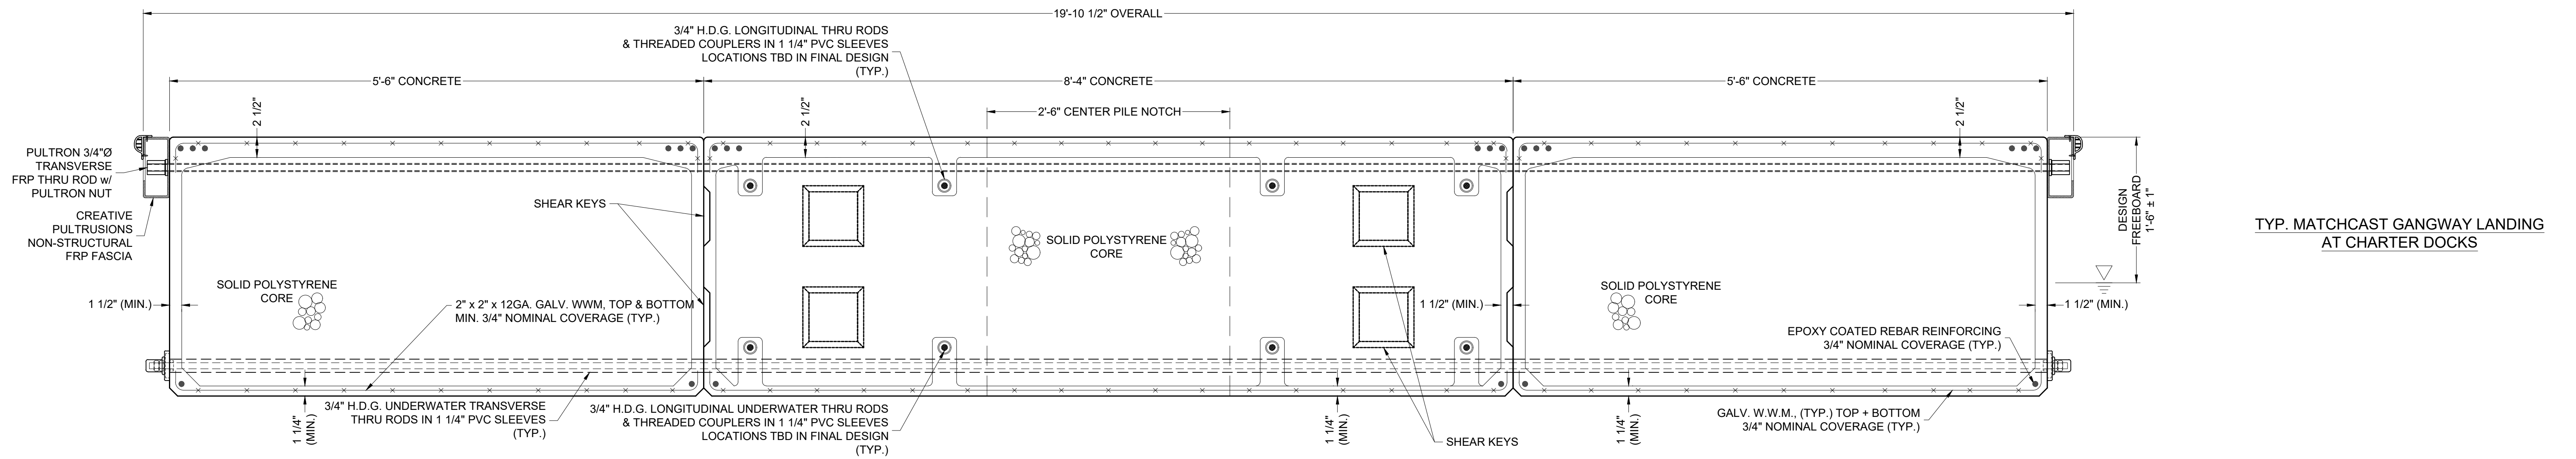 19'-10 1/2" OVERALL
3/4" H.D.G. LONGITUDINAL THRU RODS
& THREADED COUPLERS IN 1 1/4" PVC SLEEVES
LOCATIONS TBD IN FINAL DESIGN
(TYP.)
5'-6" CONCRETE
8'-4" CONCRETE
5'-6" CONCRETE
2 1/2"
2 1/2"
2'-6" CENTER PILE NOTCH
2 1/2"
PULTRON 3/4"Ø
TRANSVERSE
FRP THRU ROD w/
PULTRON NUT
CREATIVE
PULTRUSIONS
NON-STRUCTURAL
FRP FASCIA
SHEAR KEYS
SOLID POLYSTYRENE
CORE
DESIGN
FREEBOARD
1'-6" ± 1"
TYP. MATCHCAST GANGWAY LANDING
AT CHARTER DOCKS
SOLID POLYSTYRENE
CORE
SOLID POLYSTYRENE
CORE
1 1/2" (MIN.)
2" x 2" x 12GA. GALV. WWM, TOP & BOTTOM
MIN. 3/4" NOMINAL COVERAGE (TYP.)
1 1/2" (MIN.)
1 1/2" (MIN.)
EPOXY COATED REBAR REINFORCING
3/4" NOMINAL COVERAGE (TYP.)
1 1/4"
(MIN.)
3/4" H.D.G. UNDERWATER TRANSVERSE
THRU RODS IN 1 1/4" PVC SLEEVES
(TYP.)
3/4" H.D.G. LONGITUDINAL UNDERWATER THRU RODS
& THREADED COUPLERS IN 1 1/4" PVC SLEEVES
LOCATIONS TBD IN FINAL DESIGN
(TYP.)
1 1/4"
(MIN.)
SHEAR KEYS
1 1/4"
(MIN.)
GALV. W.W.M., (TYP.) TOP + BOTTOM
3/4" NOMINAL COVERAGE (TYP.)